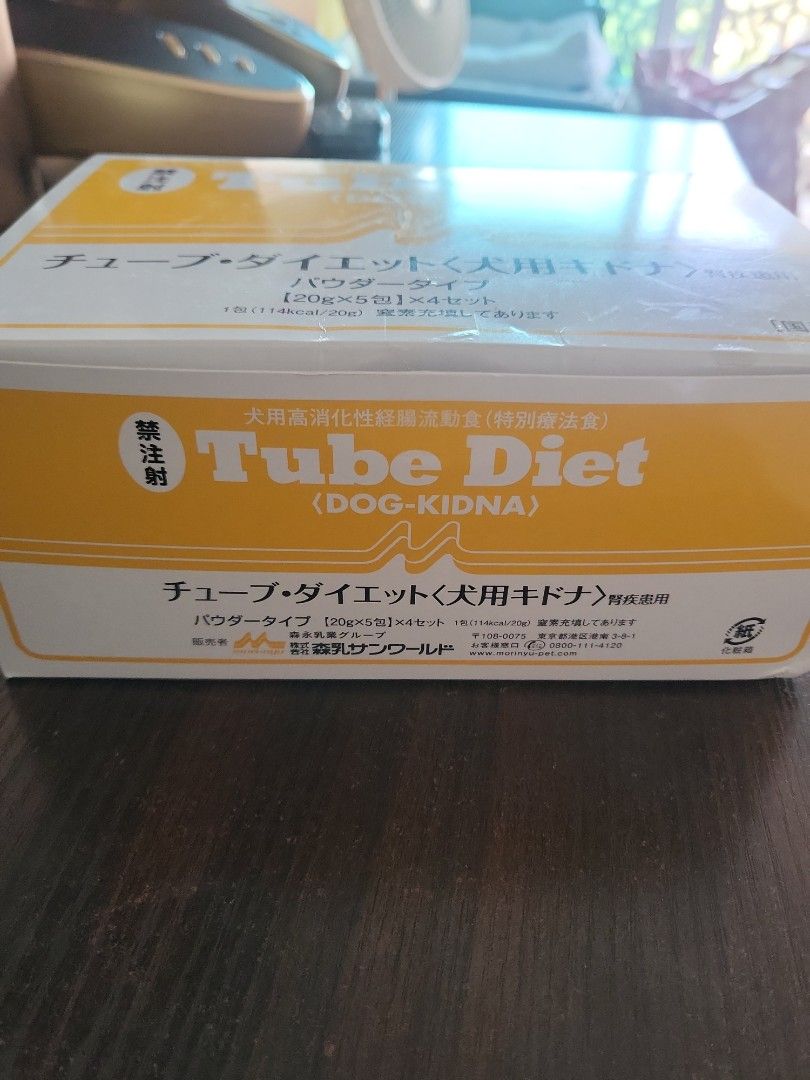 禁注射
Tube
チューブ・ダイエット〈犬用キドナ〉腎疾患用
パウダータイプ
【20g×5包】×4セット
1包(114kcal/20g) 窒素充填してあります
国
禁注射
犬用高消化性経腸流動食(特別療法食)
Tube Diet
〈DOG-KIDNA〉
チューブ・ダイエット〈犬用キドナ〉腎疾患用
パウダータイプ 【20g×5包】×4セット 1包(114kcal/20g) 窒素充填してあります
販売者 森永乳業グループ 〒108-0075 東京都港区港南3-8-1
株式会社 森乳サンワールド お客様窓口 0800-111-4120
www.morinyu-pet.com
紙
化粧箱